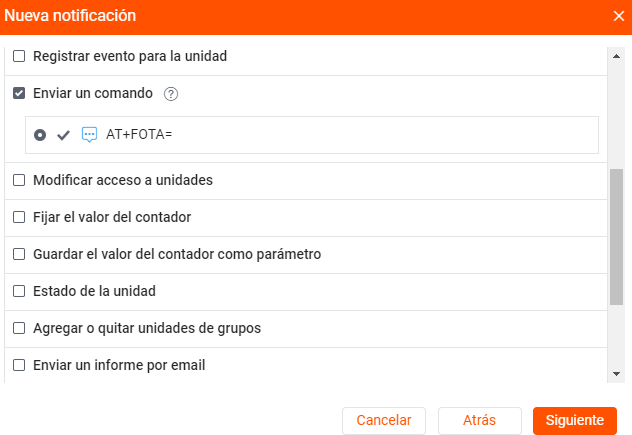 Nueva notificación
Registrar evento para la unidad
Enviar un comando ?
AT+FOTA=
Modificar acceso a unidades
Fijar el valor del contador
Guardar el valor del contador como parámetro
Estado de la unidad
Agregar o quitar unidades de grupos
Enviar un informe por email
Cancelar Atrás Siguiente